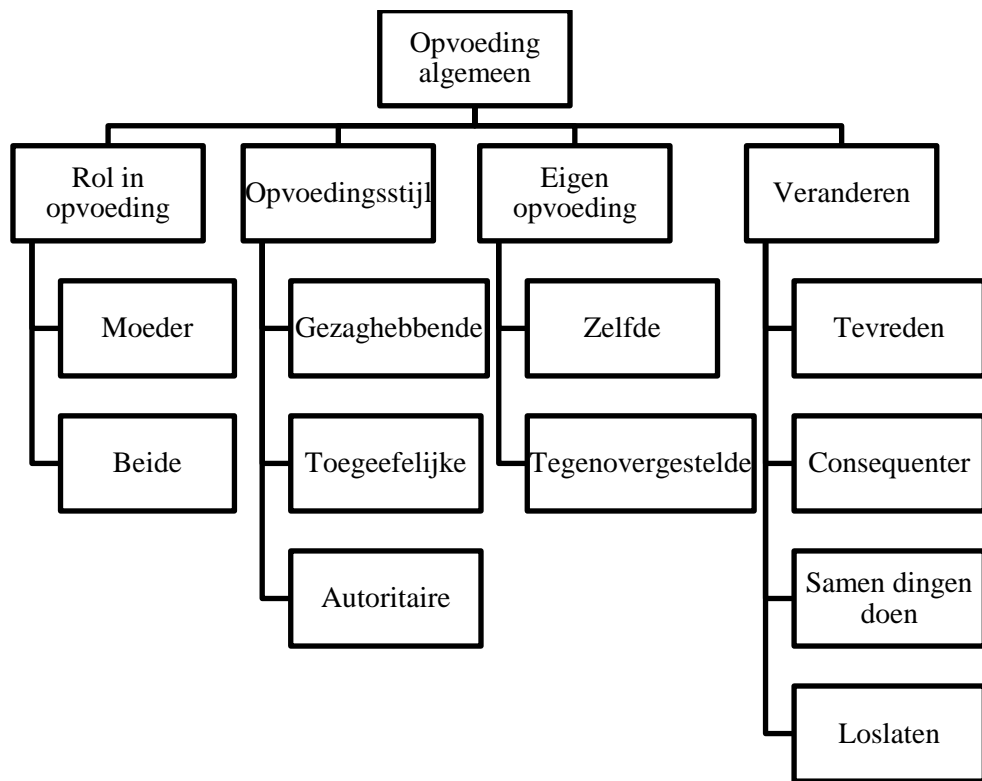 Opvoeding
algemeen
Rol in
opvoeding
Opvoedingsstijl
Eigen
opvoeding
Veranderen
Moeder
Gezaghebbende
Zelfde
Tevreden
Beide
Toegeefelijke
Tegenovergestelde
Consequenter
Autoritaire
Samen dingen
doen
Loslaten